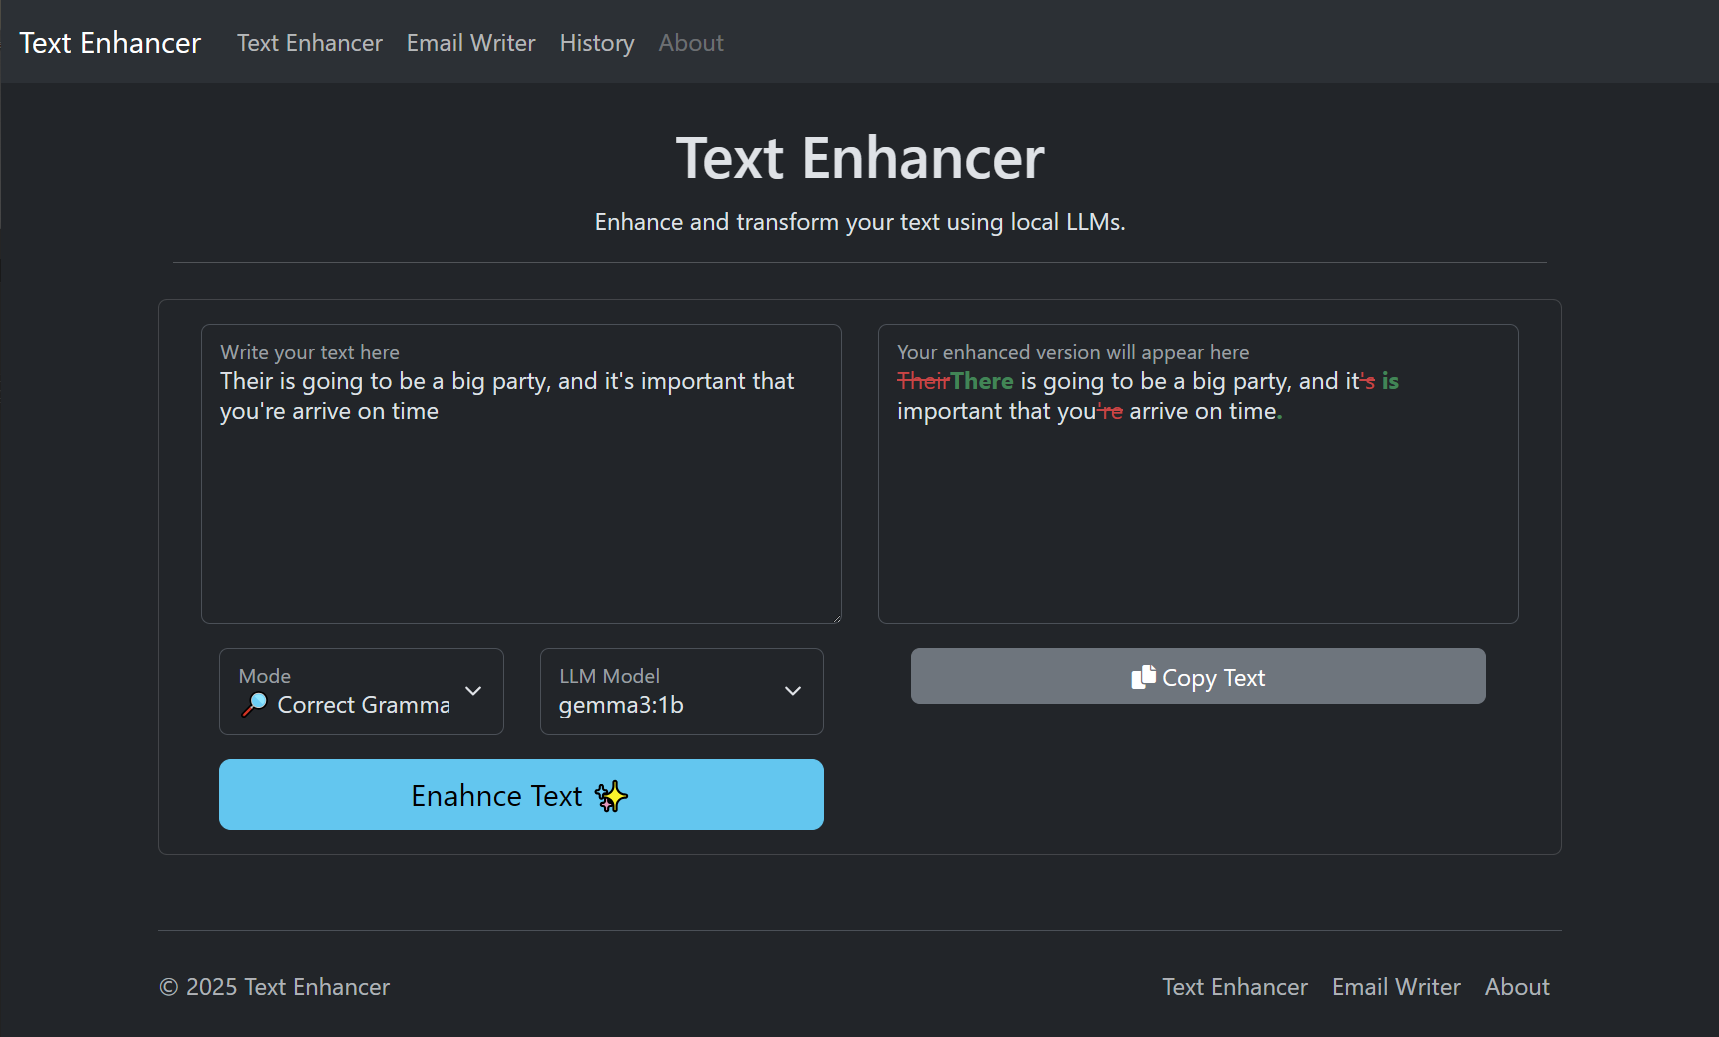 Text Enhancer Text Enhancer Email Writer History About
Text Enhancer
Enhance and transform your text using local LLMs.
Write your text here
Their is going to be a big party, and it's important that
you're arrive on time
Your enhanced version will appear here
TheirThere is going to be a big party, and it's is
important that you're arrive on time.
Mode
🔎 Correct Gramma
LLM Model
gemma3:1b
Copy Text
Enahnce Text ✨
© 2025 Text Enhancer
Text Enhancer Email Writer About